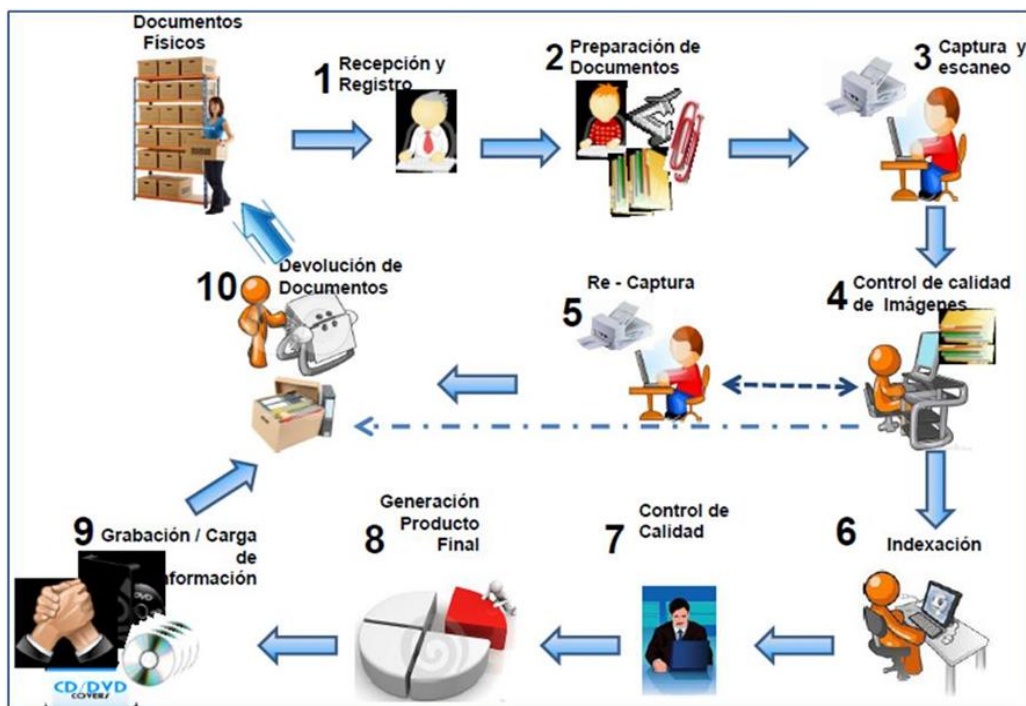 Documentos
Físicos
1 Recepción y
Registro
2 Preparación de
Documentos
3 Captura y
escaneo
4 Control de calidad
de Imágenes
5 Re - Captura
6 Indexación
7 Control de
Calidad
8 Generación
Producto
Final
9 Grabación / Carga
de
nformación
DVD
CD/DVD
COVERS
10 Devolución de
Documentos